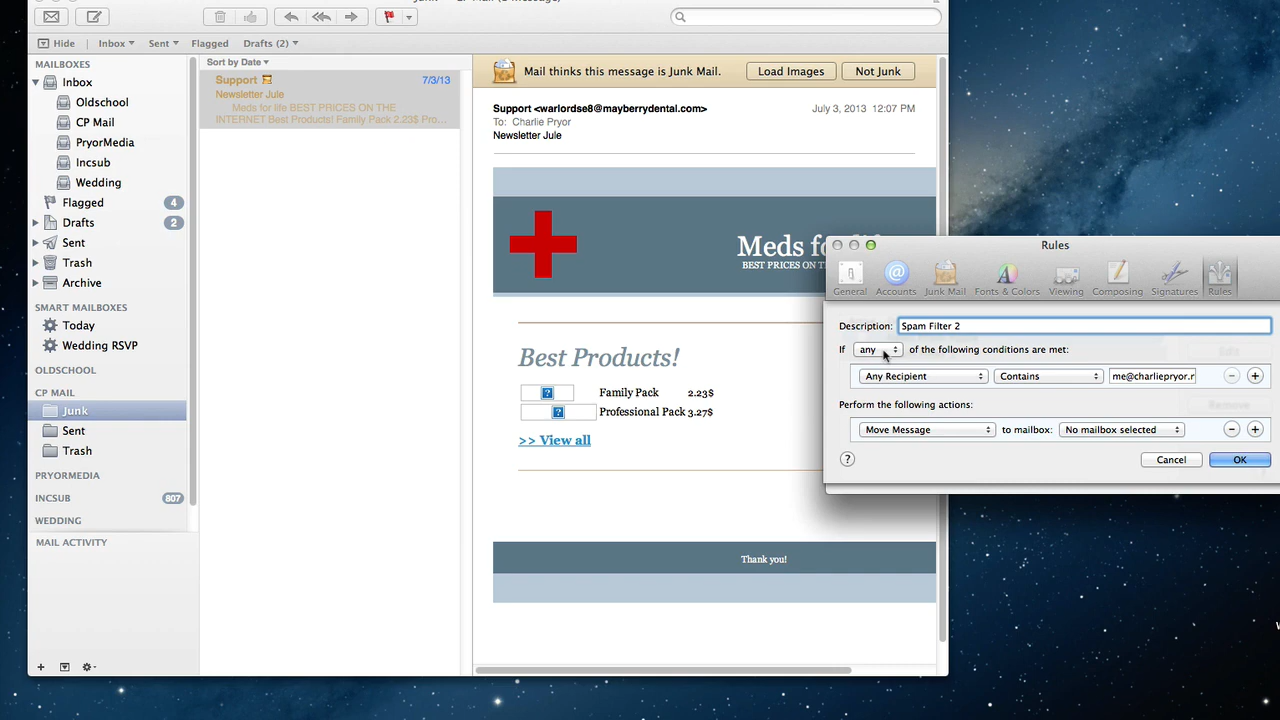 Hide Inbox Sent Flagged Drafts (2)
MAILBOXES
Inbox
Oldschool
CP Mail
PryorMedia
Incsub
Wedding
Flagged 4
Drafts 2
Sent
Trash
Archive
SMART MAILBOXES
Today
Wedding RSVP
OLDSCHOOL
CP MAIL
Junk
Sent
Trash
PRYORMEDIA
INCSUB 807
WEDDING
MAIL ACTIVITY
Sort by Date
Support 7/3/13
Newsletter Jule
Meds for life BEST PRICES ON THE
INTERNET Best Products! Family Pack 2.23$ Pro...
Mail thinks this message is Junk Mail. Load Images Not Junk
Support <warlordse8@mayberrydental.com> July 3, 2013 12:07 PM
To: Charlie Pryor
Newsletter Jule
Meds for
BEST PRICES ON
Best Products!
Family Pack 2.23$
Professional Pack 3.27$
>> View all
Thank you!
Rules
General Accounts Junk Mail Fonts & Colors Viewing Composing Signatures Rules
Description: Spam Filter 2
If any of the following conditions are met:
Any Recipient Contains me@charliepryor.
Perform the following actions:
Move Message to mailbox: No mailbox selected
? Cancel OK